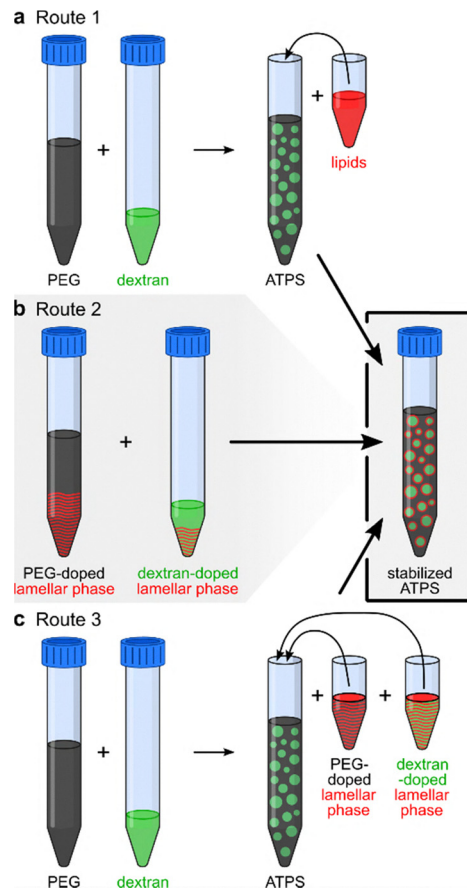 a Route 1
+
+
lipids
PEG
dextran
ATPS
b Route 2
+
PEG-doped
lamellar phase
dextran-doped
lamellar phase
stabilized
ATPS
c Route 3
+
+
+
PEG-
doped
lamellar
phase
dextran
-doped
lamellar
phase
PEG
dextran
ATPS